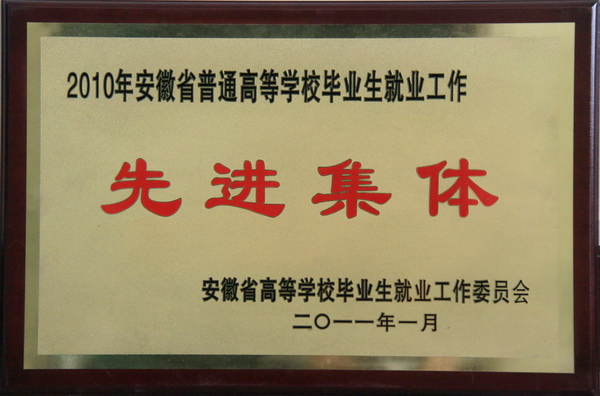 2010年安徽省普通高等学校毕业生就业工作
先进集体
安徽省高等学校毕业生就业工作委员会
二〇一一年一月